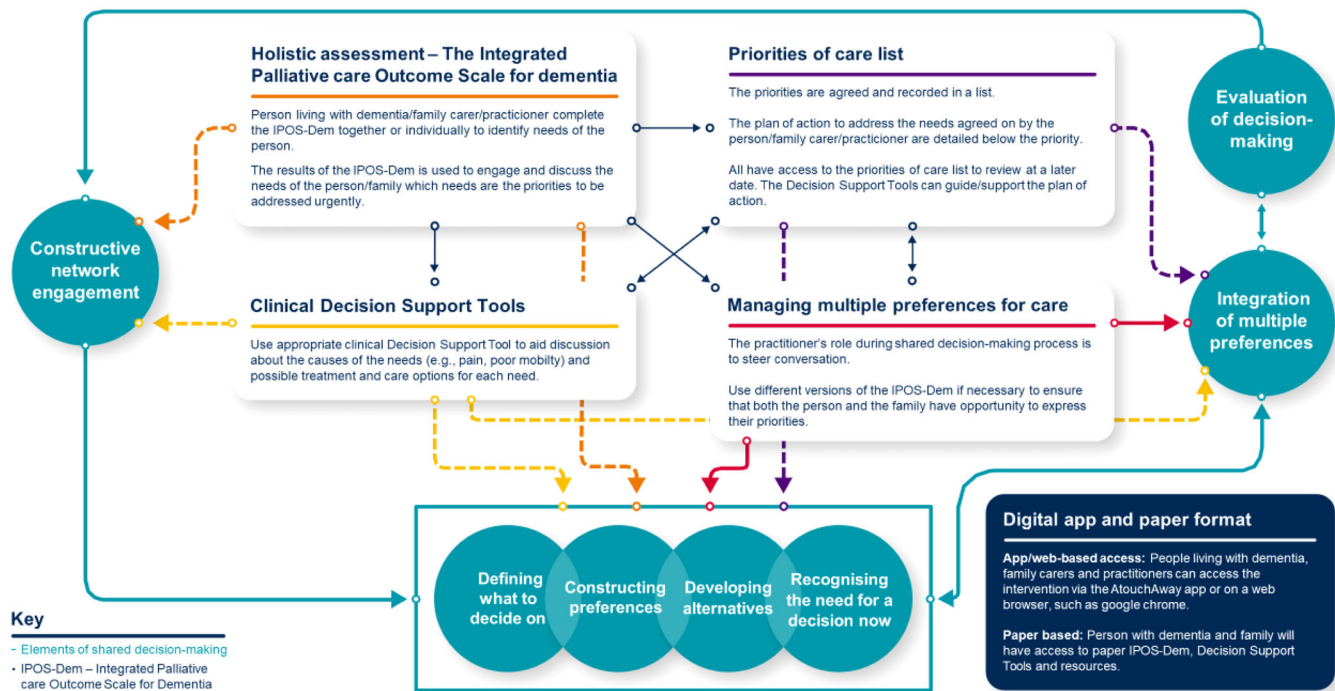 Holistic assessment – The Integrated
Palliative care Outcome Scale for dementia
Person living with dementia/family carer/practicioner complete
the IPOS-Dem together or individually to identify needs of the
person.
The results of the IPOS-Dem is used to engage and discuss the
needs of the person/family which needs are the priorities to be
addressed urgently.
Priorities of care list
The priorities are agreed and recorded in a list.
The plan of action to address the needs agreed on by the
person/family carer/practicioner are detailed below the priority.
All have access to the priorities of care list to review at a later
date. The Decision Support Tools can guide/support the plan of
action.
Evaluation
of decision-
making
Constructive
network
engagement
Clinical Decision Support Tools
Use appropriate clinical Decision Support Tool to aid discussion
about the causes of the needs (e.g., pain, poor mobilty) and
possible treatment and care options for each need.
Managing multiple preferences for care
The practitioner's role during shared decision-making process is
to steer conversation.
Use different versions of the IPOS-Dem if necessary to ensure
that both the person and the family have opportunity to express
their priorities.
Integration
of multiple
preferences
Defining
what to
decide on
Constructing
preferences
Developing
alternatives
Recognising
the need for a
decision now
Digital app and paper format
App/web-based access: People living with dementia,
family carers and practitioners can access the
intervention via the AtouchAway app or on a web
browser, such as google chrome.
Paper based: Person with dementia and family will
have access to paper IPOS-Dem, Decision Support
Tools and resources.
Key
– Elements of shared decision-making
• IPOS-Dem – Integrated Palliative
care Outcome Scale for Dementia